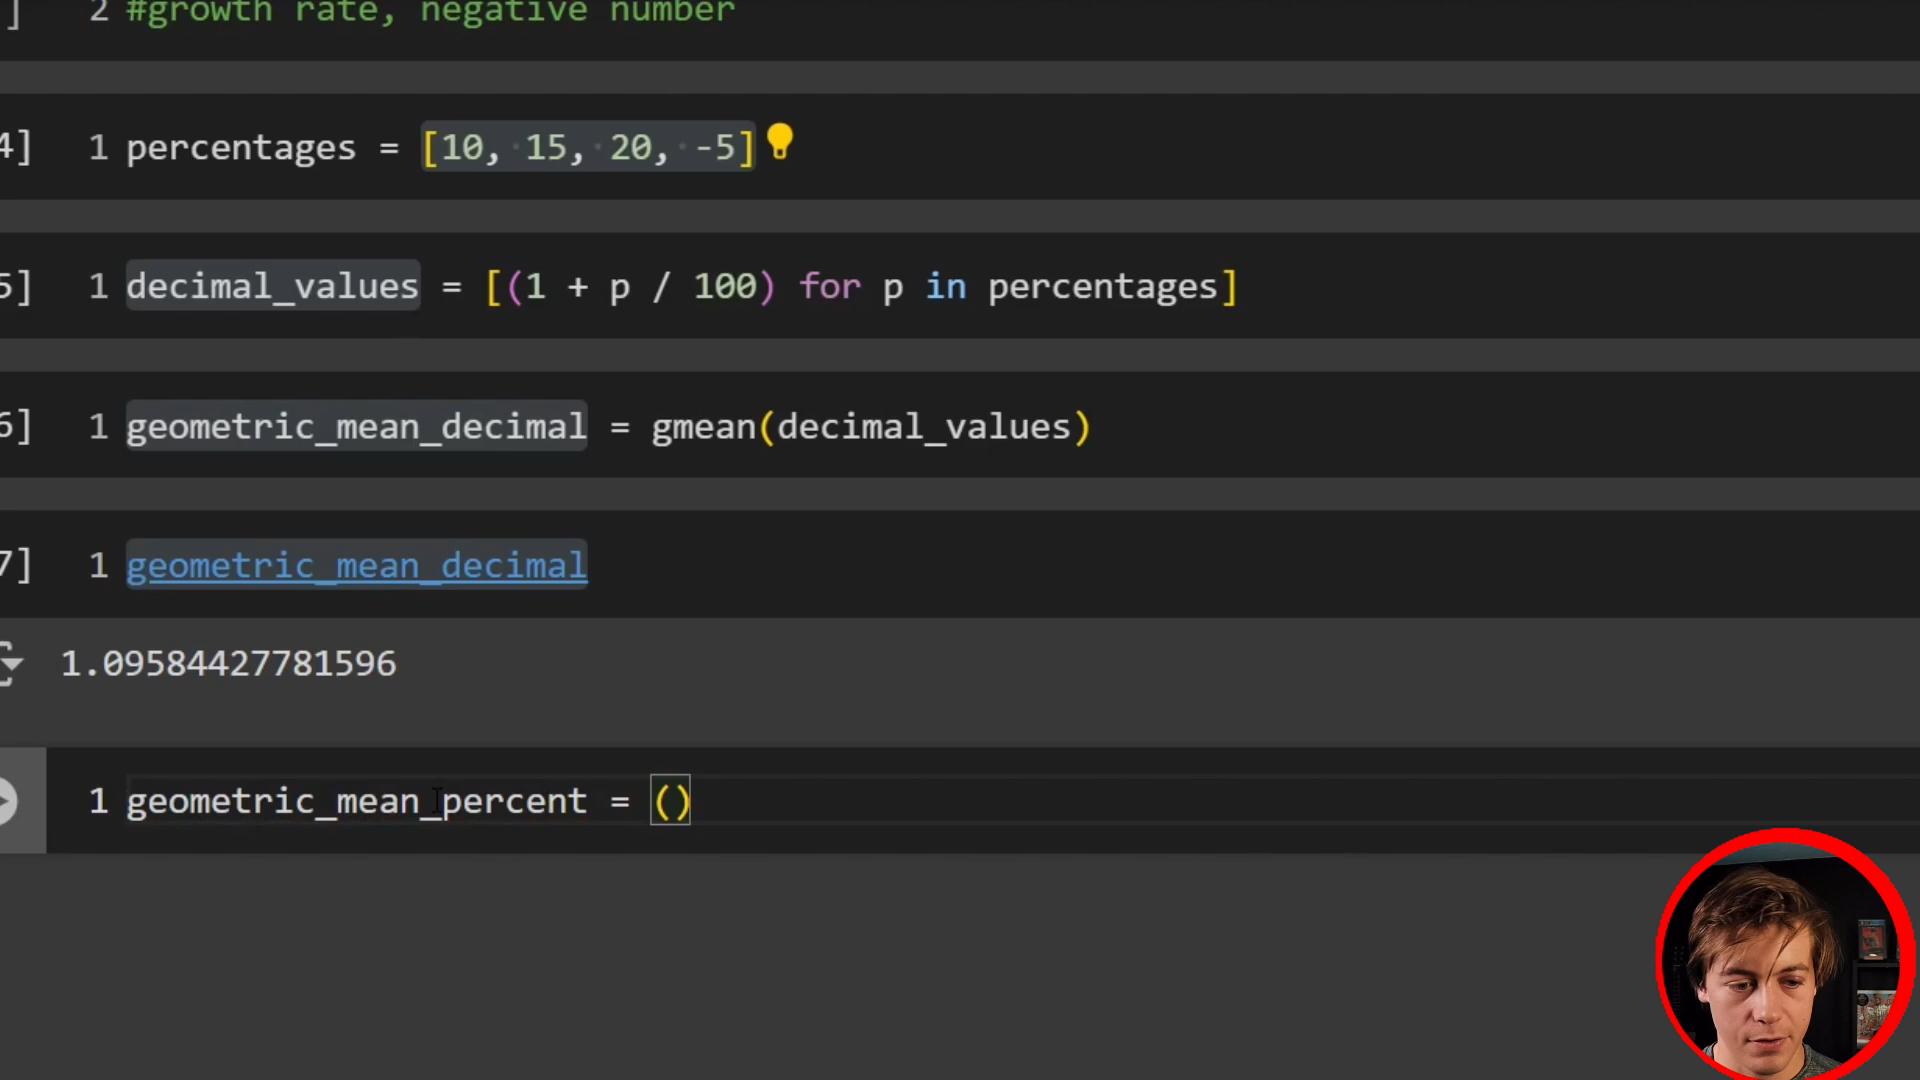 ] 2 #growth rate, negative number
4] 1 percentages = [10, 15, 20, -5]
5] 1 decimal_values = [(1 + p / 100) for p in percentages]
6] 1 geometric_mean_decimal = gmean(decimal_values)
7] 1 geometric_mean_decimal
1.09584427781596
1 geometric_mean_percent = ()